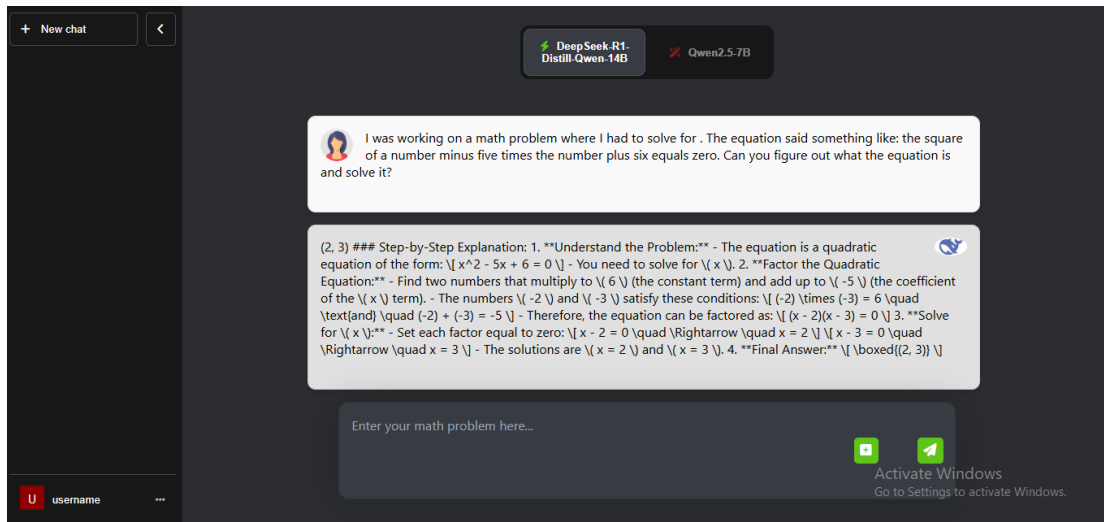 + New chat
DeepSeek-R1-
Distill-Qwen-14B
Qwen2.5-7B
I was working on a math problem where I had to solve for . The equation said something like: the square
of a number minus five times the number plus six equals zero. Can you figure out what the equation is
and solve it?
(2, 3) ### Step-by-Step Explanation: 1. **Understand the Problem:** - The equation is a quadratic
equation of the form: \[ x^2 - 5x + 6 = 0 \] - You need to solve for \( x \). 2. **Factor the Quadratic
Equation:** - Find two numbers that multiply to \( 6 \) (the constant term) and add up to \( -5 \) (the coefficient
of the \( x \) term). - The numbers \( -2 \) and \( -3 \) satisfy these conditions: \[ (-2) \times (-3) = 6 \quad
\text{and} \quad (-2) + (-3) = -5 \] - Therefore, the equation can be factored as: \[ (x - 2)(x - 3) = 0 \] 3. **Solve
for \( x \):** - Set each factor equal to zero: \[ x - 2 = 0 \quad \Rightarrow \quad x = 2 \] \[ x - 3 = 0 \quad
\Rightarrow \quad x = 3 \] - The solutions are \( x = 2 \) and \( x = 3 \). 4. **Final Answer:** \[ \boxed{(2, 3)} \]
Enter your math problem here...
Activate Windows
Go to Settings to activate Windows.
U username ...